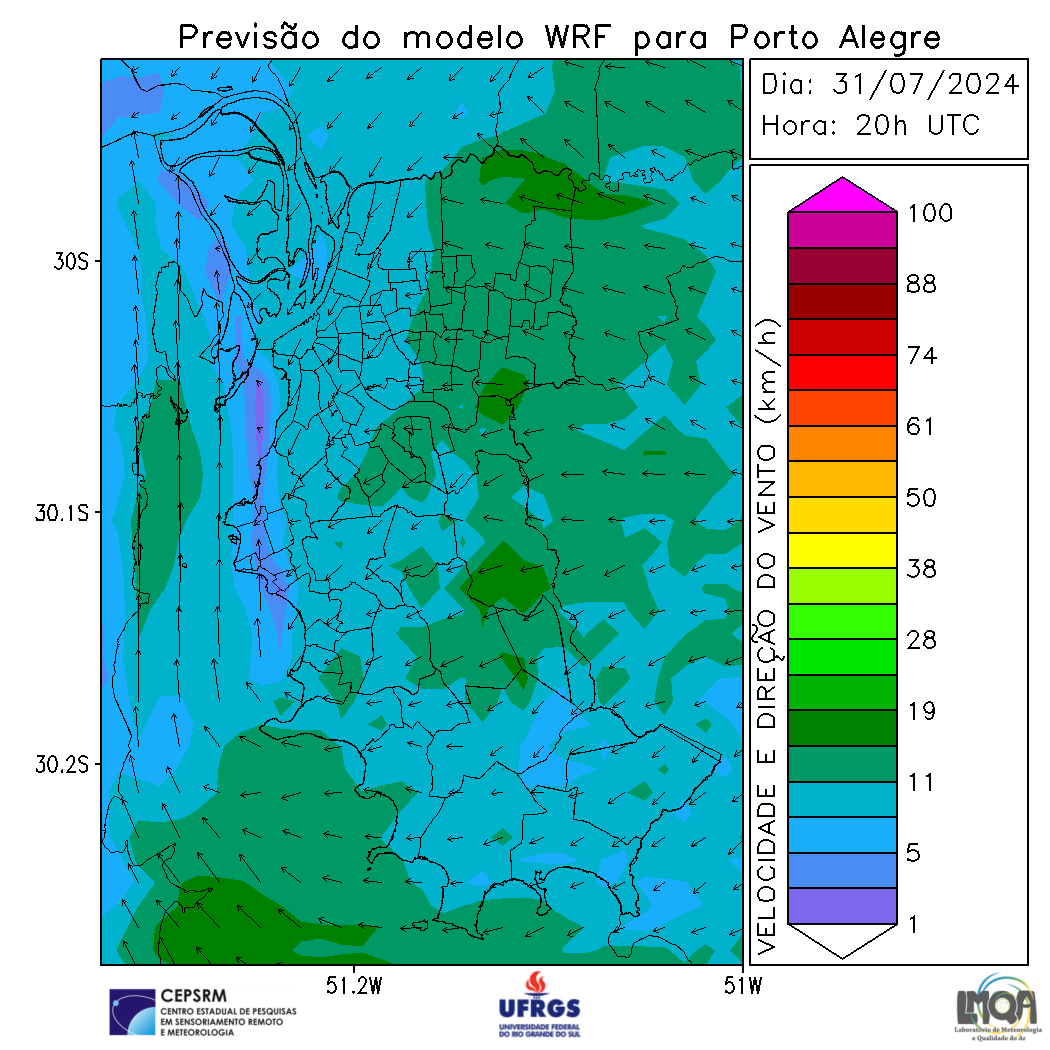 Previsão do modelo WRF para Porto Alegre
Dia: 31/07/2024
Hora: 20h UTC
30S
30.1S
30.2S
51.2W
51W
VELOCIDADE E DIREÇÃO DO VENTO (km/h)
100
88
74
61
50
38
28
19
11
5
1
CEPSRM
CENTRO ESTADUAL DE PESQUISAS
EM SENSORIAMENTO REMOTO
E METEOROLOGIA
UFRGS
UNIVERSIDADE FEDERAL
DO RIO GRANDE DO SUL
LMQA
Laboratório de Meteorologia
e Qualidade do Ar